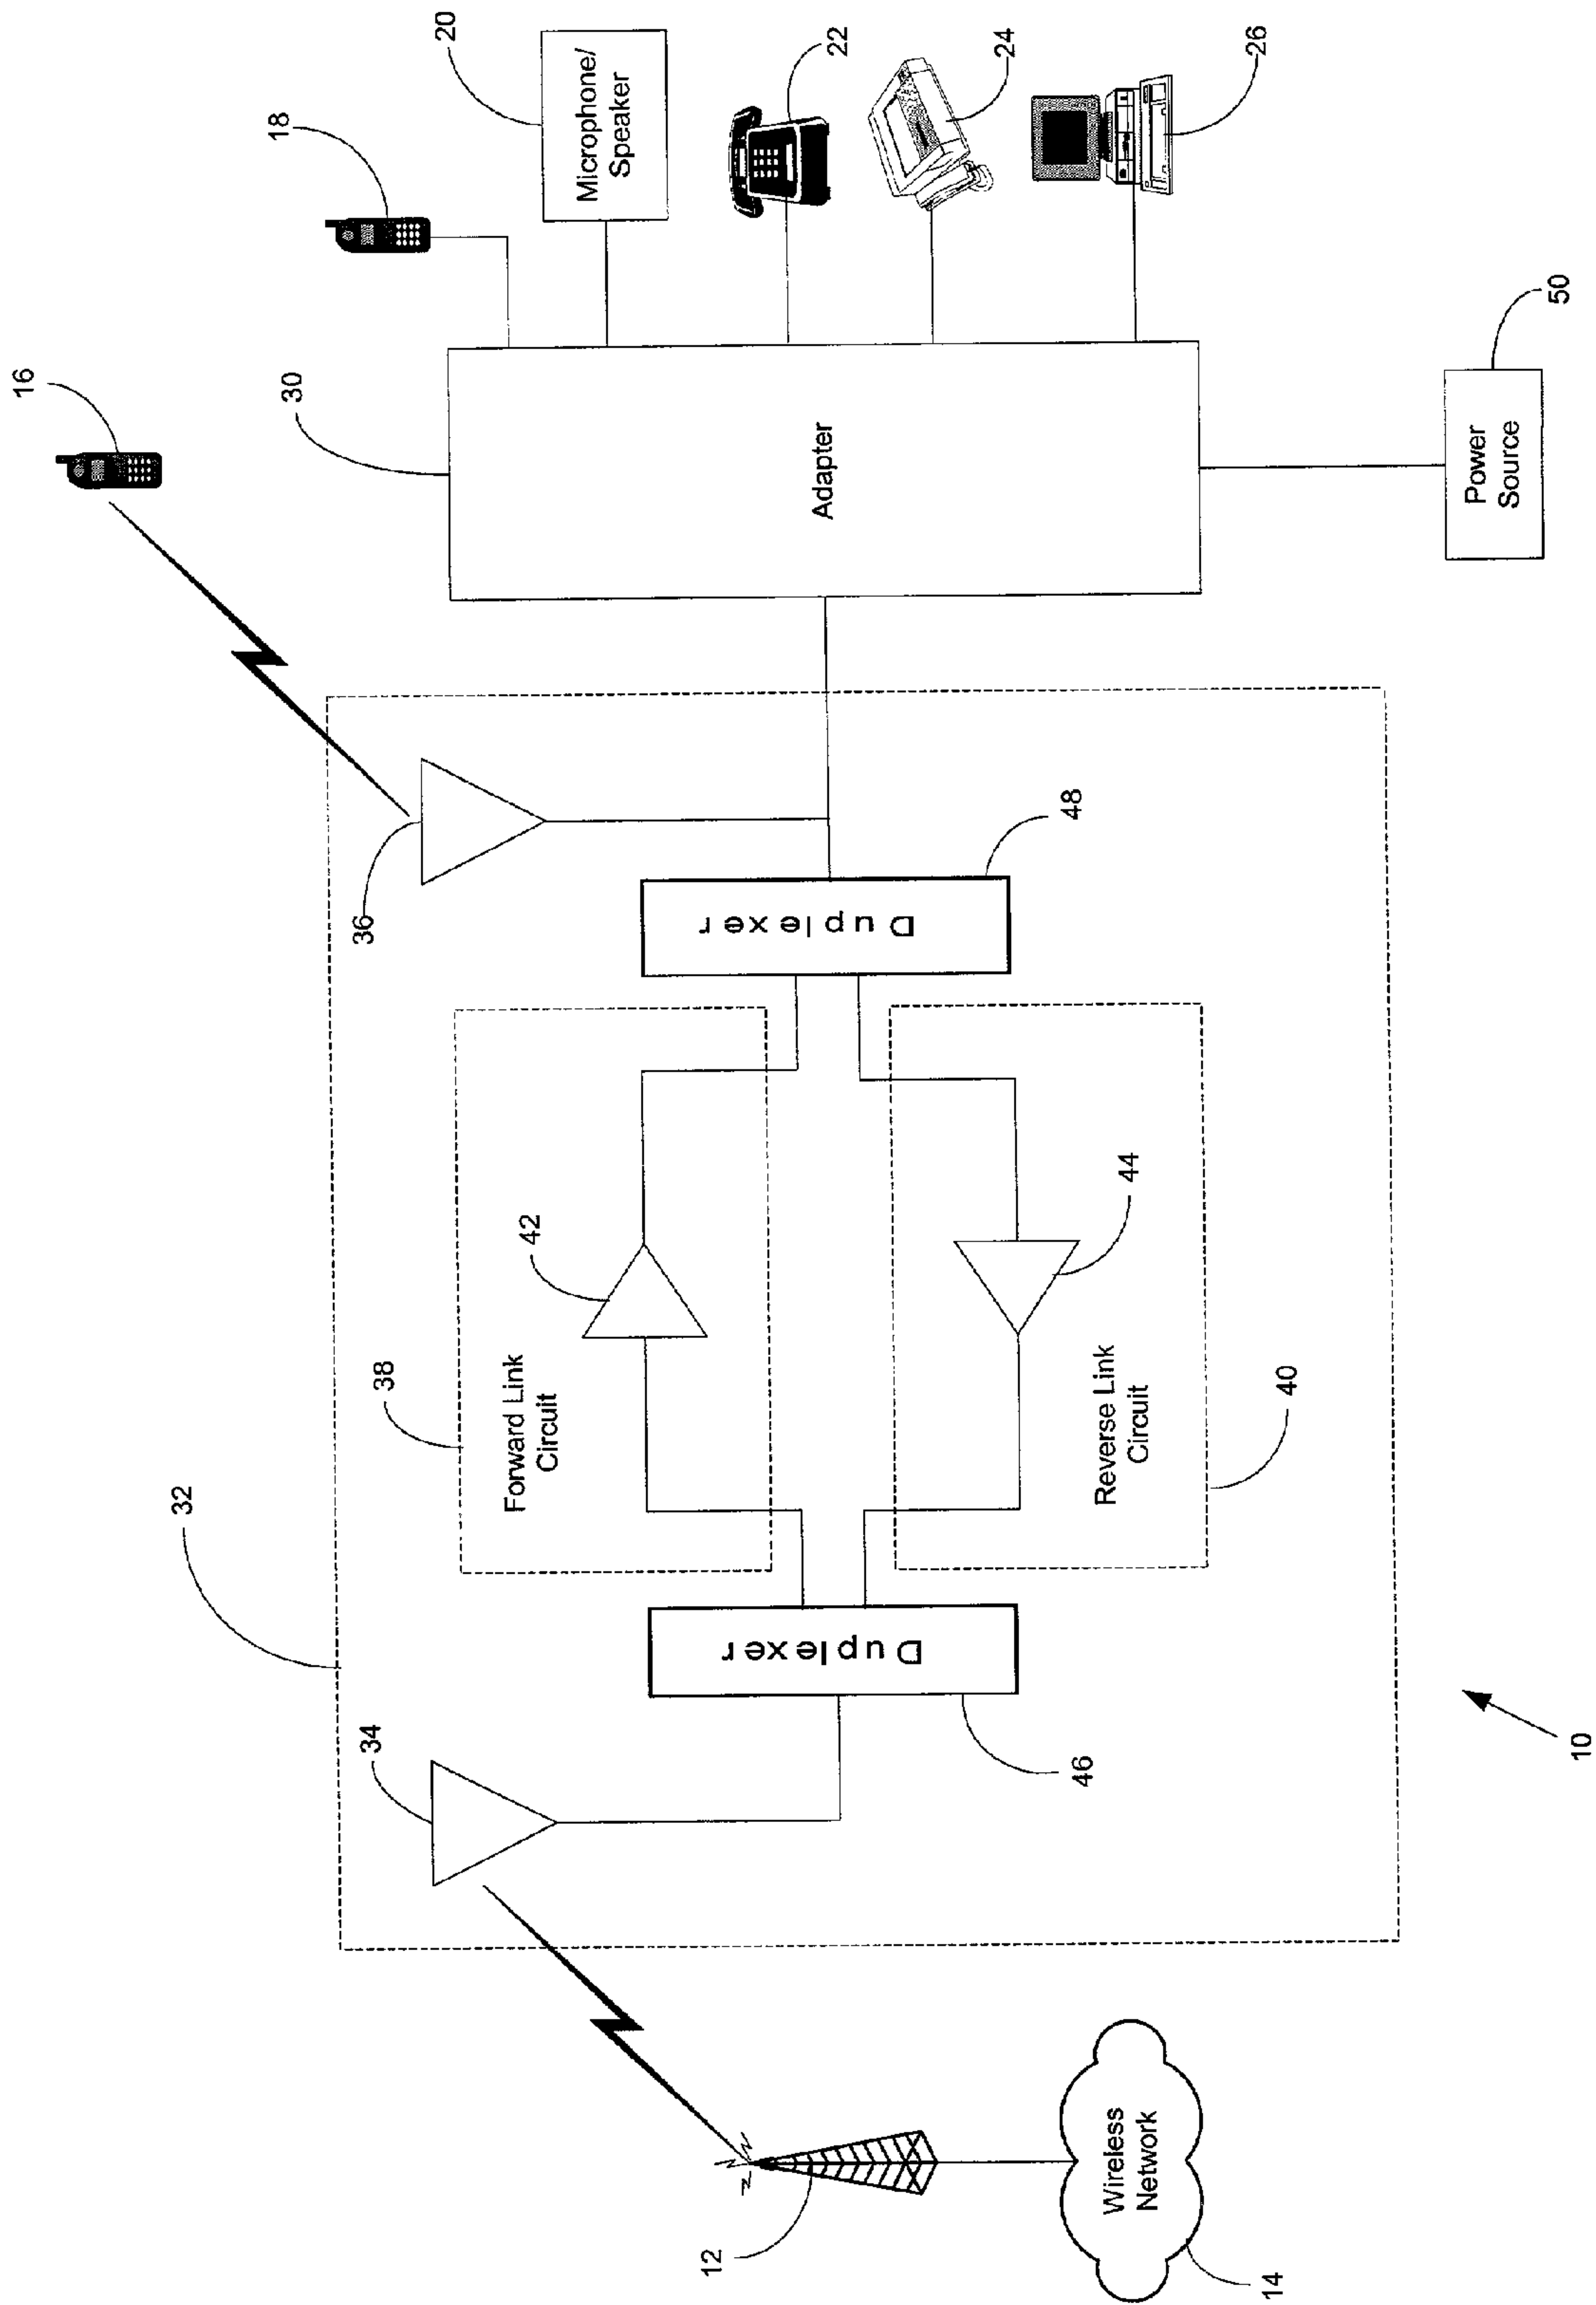 16
18
20
Microphone/
Speaker
30
22
36
24
Adapter
32
38
42
26
34
Forward Link
Circuit
Duplexer
Duplexer
48
Power
Source
50
44
Reverse Link
Circuit
40
46
12
Wireless
Network
14
10